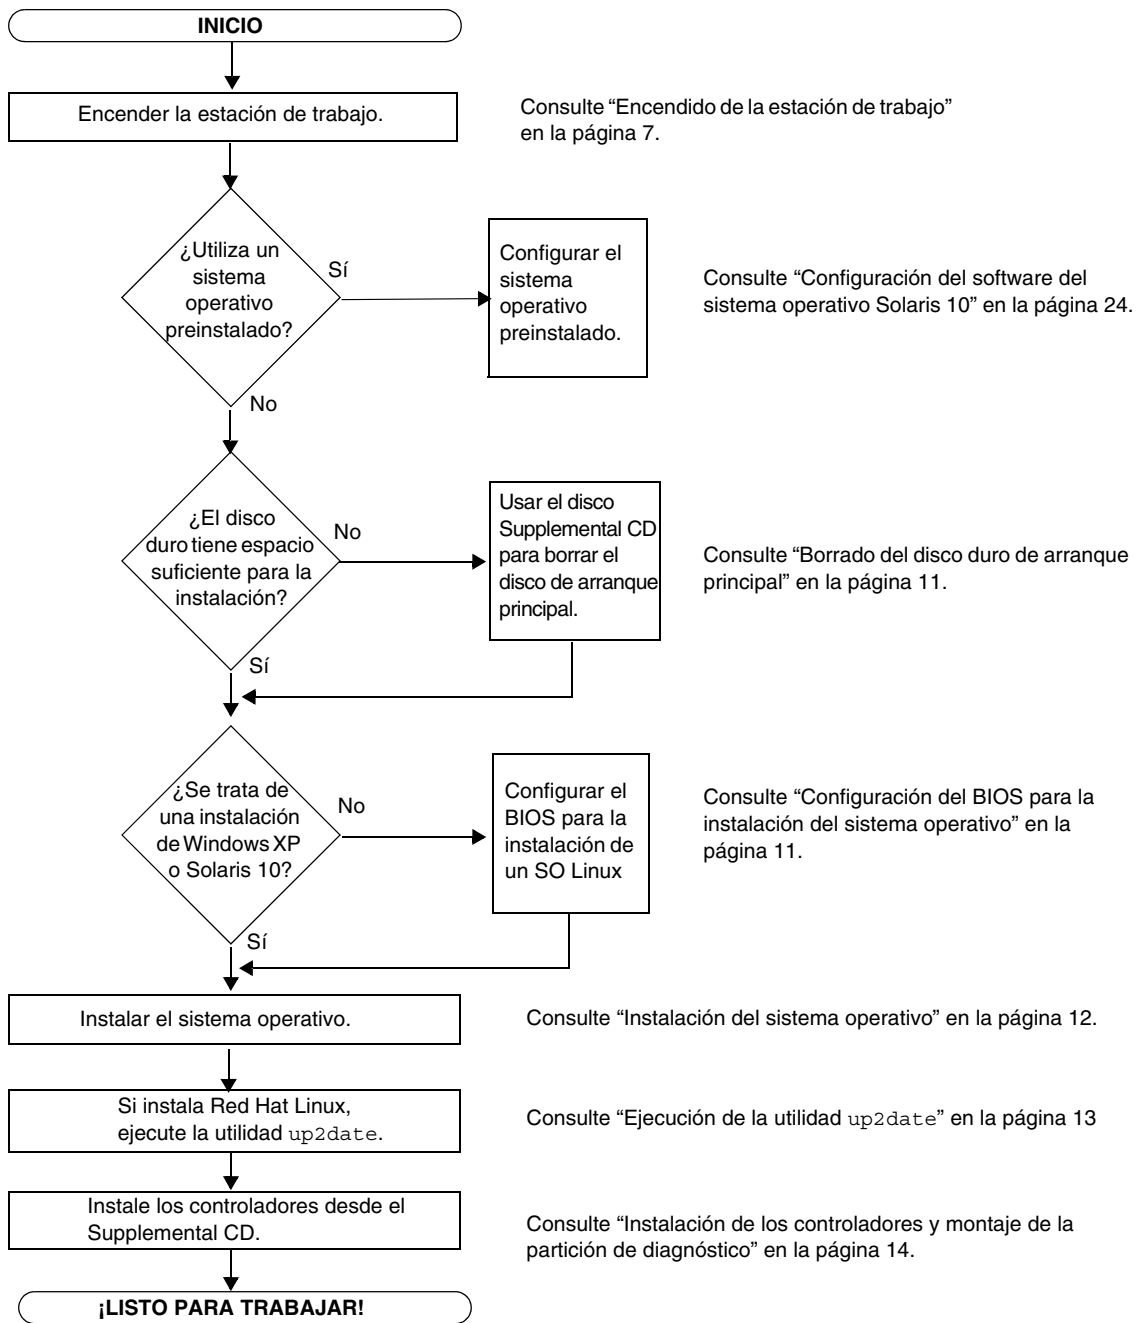 INICIO
Encender la estación de trabajo.
Consulte “Encendido de la estación de trabajo”
en la página 7.
¿Utiliza un
sistema
operativo
preinstalado?
Sí
Configurar el
sistema
operativo
preinstalado.
Consulte “Configuración del software del
sistema operativo Solaris 10” en la página 24.
No
¿El disco
duro tiene espacio
suficiente para la
instalación?
No
Usar el disco
Supplemental CD
para borrar el
disco de arranque
principal.
Consulte “Borrado del disco duro de arranque
principal” en la página 11.
Sí
¿Se trata de
una instalación
de Windows XP
o Solaris 10?
No
Configurar el
BIOS para la
instalación de
un SO Linux
Consulte “Configuración del BIOS para la
instalación del sistema operativo” en la
página 11.
Sí
Instalar el sistema operativo.
Consulte “Instalación del sistema operativo” en la página 12.
Si instala Red Hat Linux,
ejecute la utilidad up2date.
Consulte “Ejecución de la utilidad up2date” en la página 13
Instale los controladores desde el
Supplemental CD.
Consulte “Instalación de los controladores y montaje de la
partición de diagnóstico” en la página 14.
¡LISTO PARA TRABAJAR!